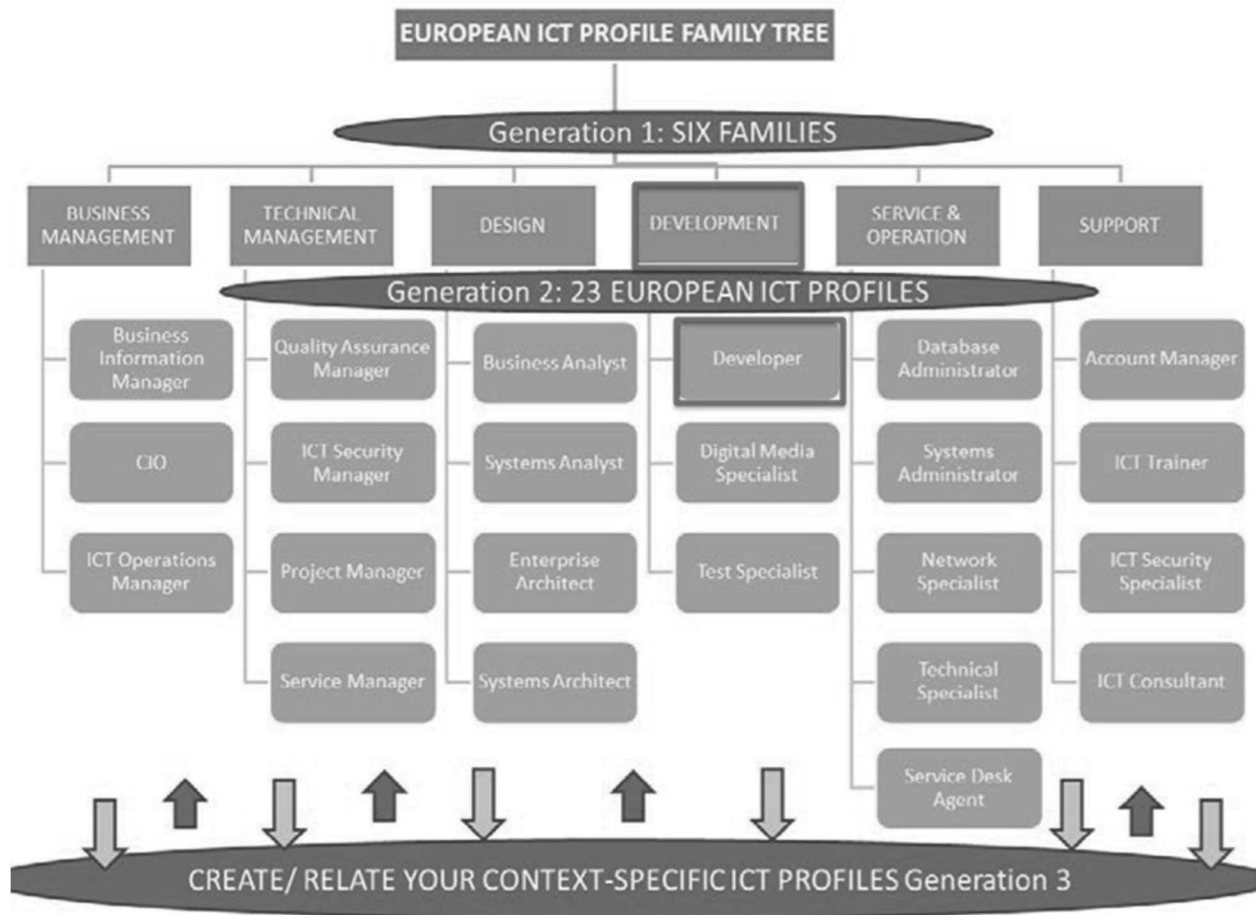 EUROPEAN ICT PROFILE FAMILY TREE
Generation 1: SIX FAMILIES
BUSINESS
MANAGEMENT
TECHNICAL
MANAGEMENT
DESIGN
DEVELOPMENT
SERVICE &
OPERATION
SUPPORT
Generation 2: 23 EUROPEAN ICT PROFILES
Business
Information
Manager
Quality Assurance
Manager
Business Analyst
Developer
Database
Administrator
Account Manager
CIO
ICT Security
Manager
Systems Analyst
Digital Media
Specialist
Systems
Administrator
ICT Trainer
ICT Operations
Manager
Project Manager
Enterprise
Architect
Test Specialist
Network
Specialist
ICT Security
Specialist
Service Manager
Systems Architect
Technical
Specialist
ICT Consultant
Service Desk
Agent
CREATE/ RELATE YOUR CONTEXT-SPECIFIC ICT PROFILES Generation 3